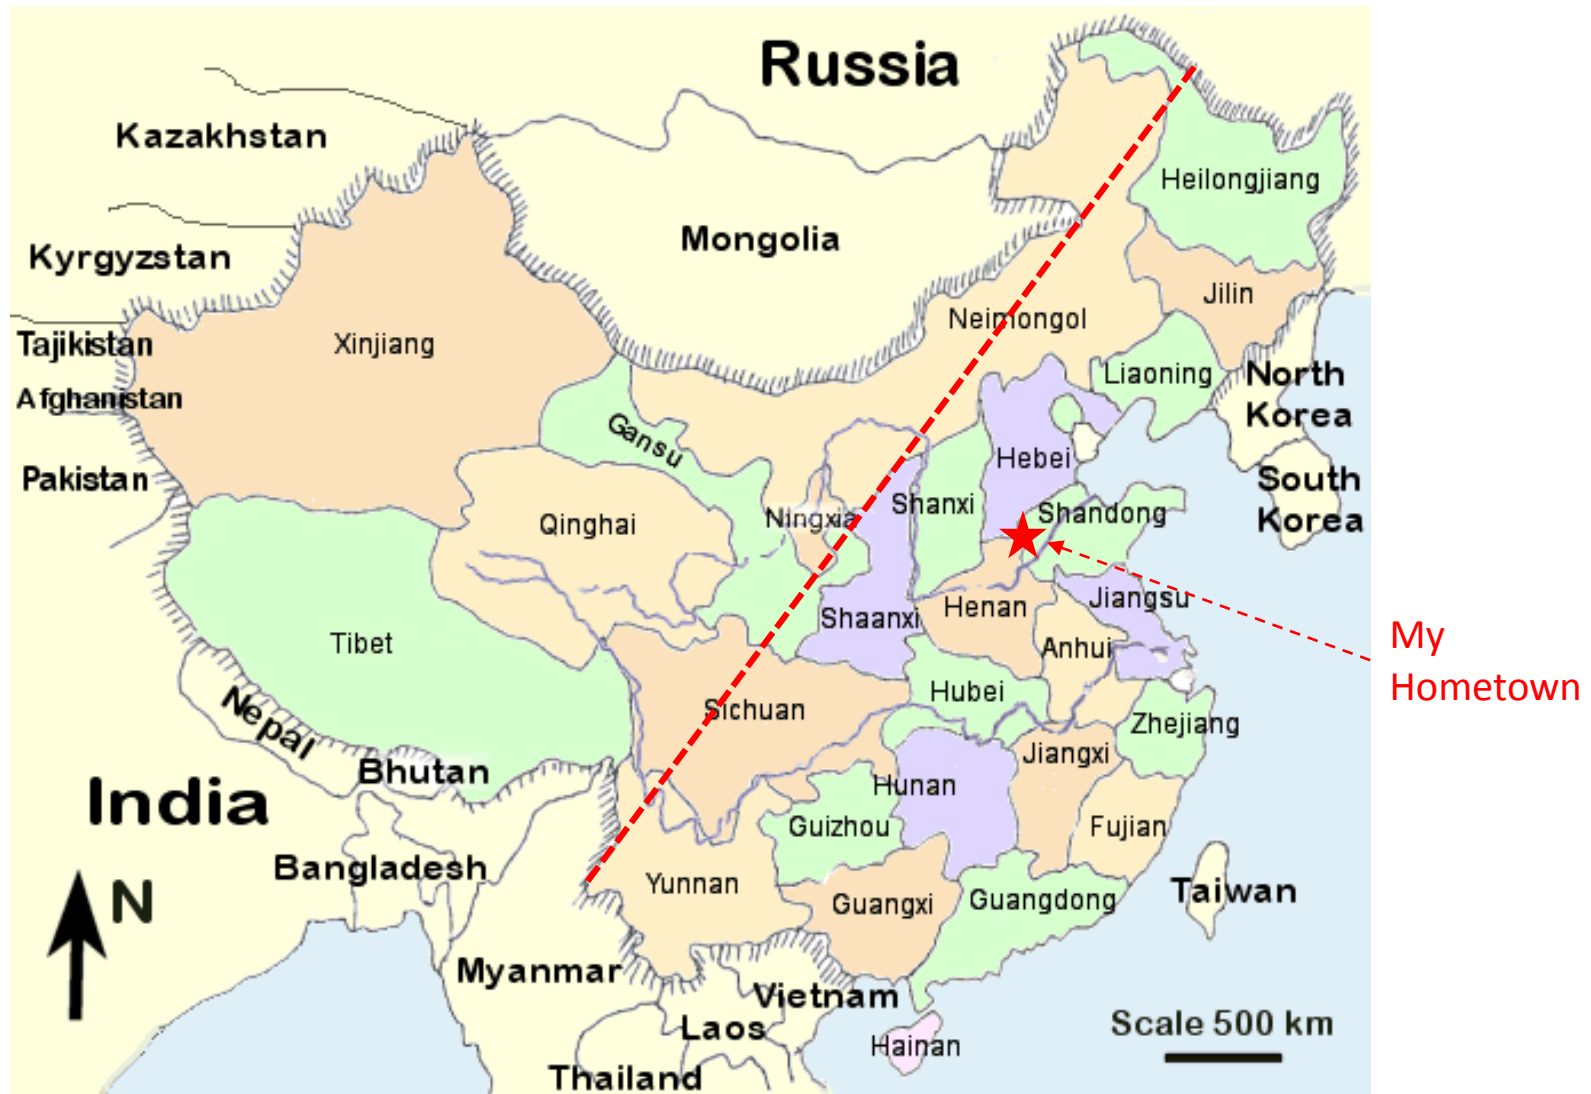 Russia
Kazakhstan
Heilongjiang
Mongolia
Kyrgyzstan
Jilin
Neimongol
Tajikistan
Xinjiang
Liaoning
North
Korea
Afghanistan
Gansu
Hebei
Pakistan
South
Korea
Shanxi
Shandong
Ningxia
Qinghai
Jiangsu
Henan
Shaanxi
My
Hometown
Tibet
Anhui
Hubei
Sichuan
Nepal
Zhejiang
Jiangxi
Bhutan
Hunan
India
Guizhou
Fujian
Bangladesh
Yunnan
Taiwan
Guangdong
Guangxi
N
Myanmar
Vietnam
Scale 500 km
Laos
Hainan
Thailand